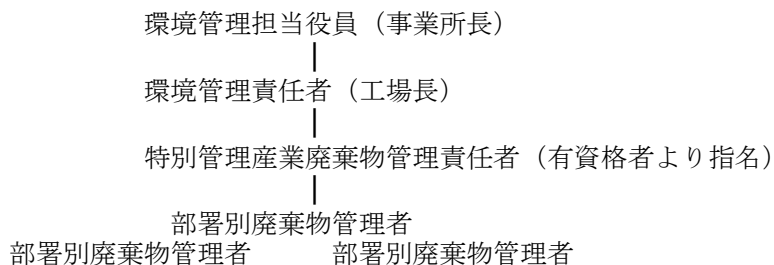 環境管理担当役員(事業所長)
環境管理責任者(工場長)
特別管理産業廃棄物管理責任者(有資格者より指名)
部署別廃棄物管理者
部署別廃棄物管理者 部署別廃棄物管理者